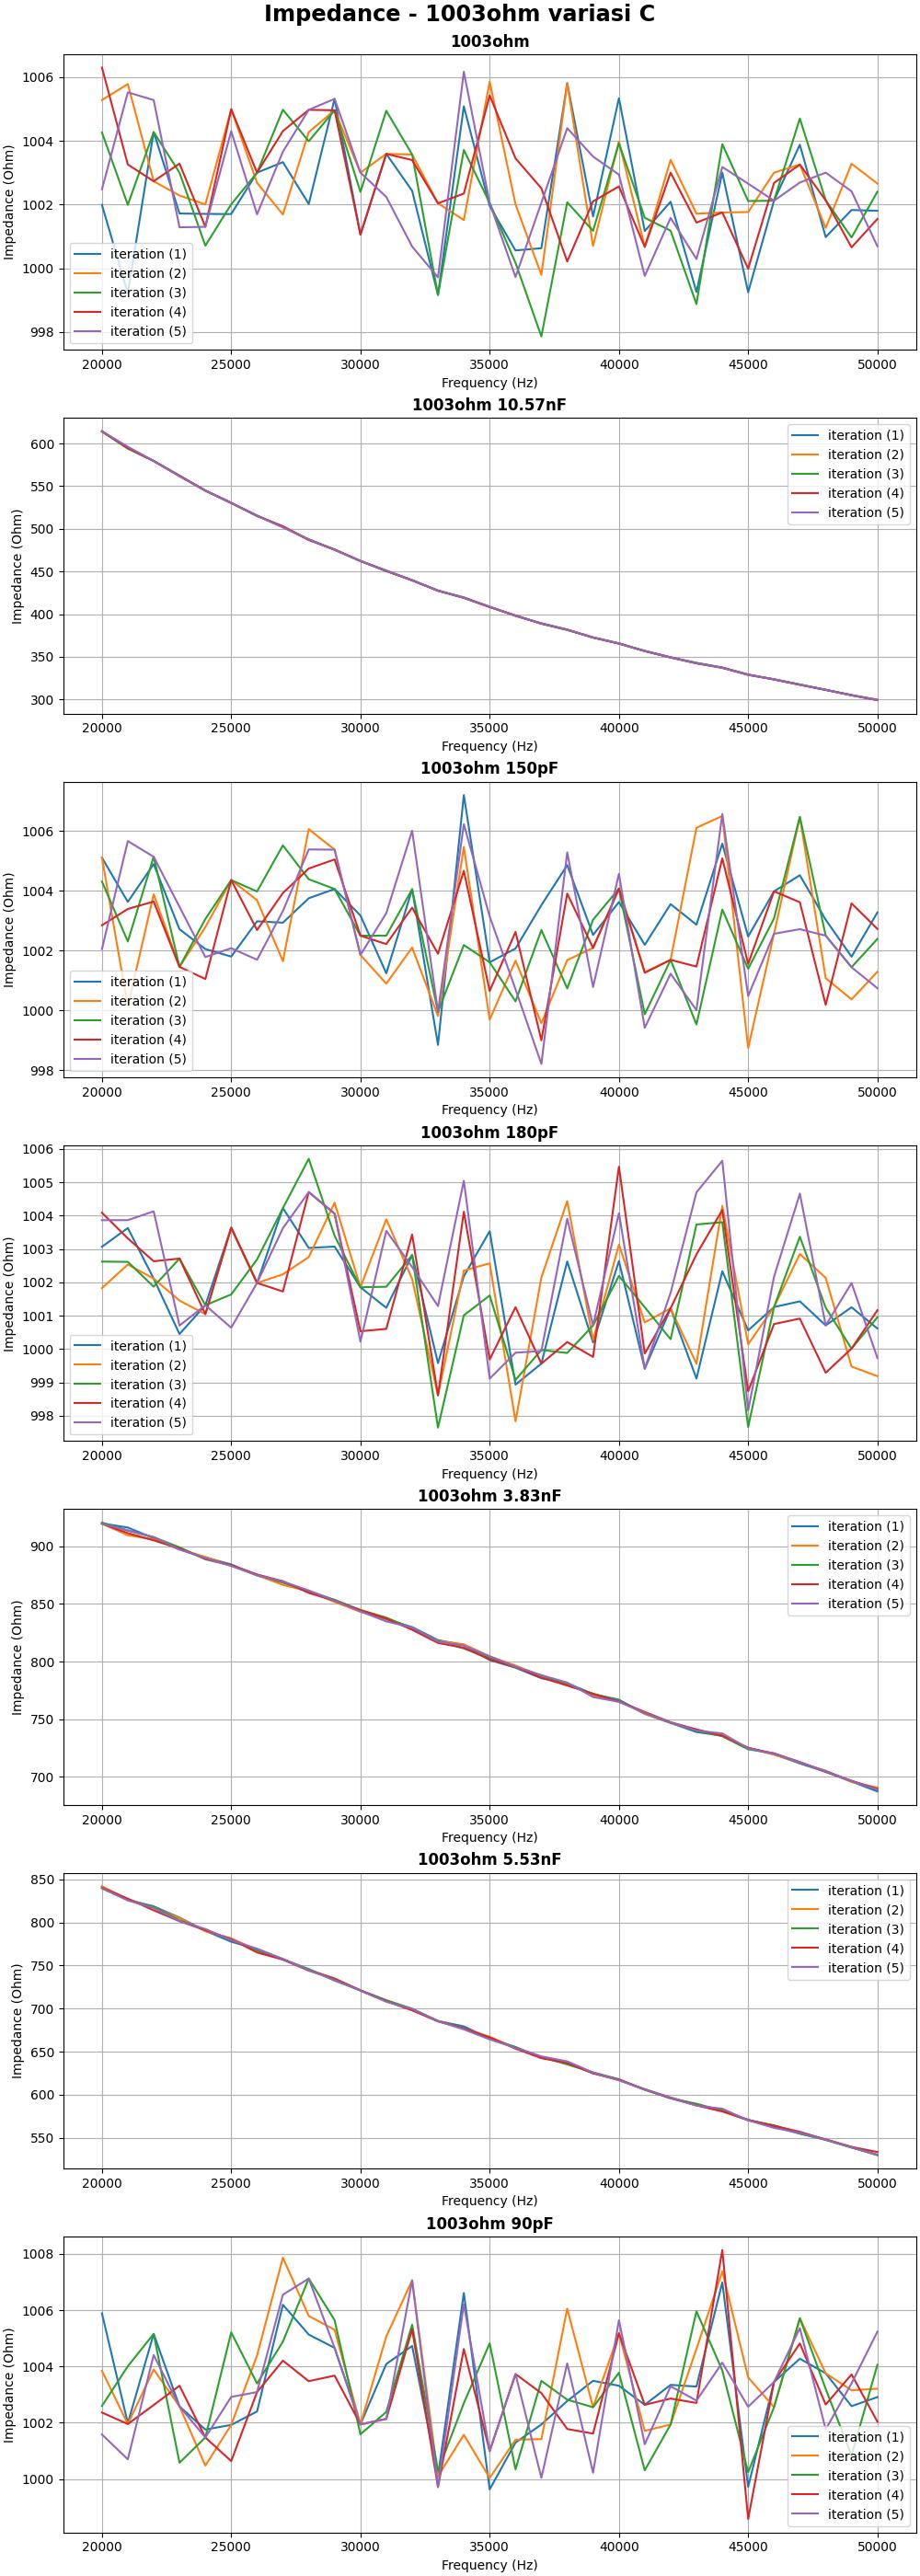 Impedance - 1003ohm variasi C
1003ohm
Impedance (Ohm)
1006
1004
1002
1000
998
iteration (1)
iteration (2)
iteration (3)
iteration (4)
iteration (5)
20000 25000 30000 35000 40000 45000 50000
Frequency (Hz)
1003ohm 10.57nF
Impedance (Ohm)
600
550
500
450
400
350
300
iteration (1)
iteration (2)
iteration (3)
iteration (4)
iteration (5)
20000 25000 30000 35000 40000 45000 50000
Frequency (Hz)
1003ohm 150pF
Impedance (Ohm)
1006
1004
1002
1000
998
iteration (1)
iteration (2)
iteration (3)
iteration (4)
iteration (5)
20000 25000 30000 35000 40000 45000 50000
Frequency (Hz)
1003ohm 180pF
Impedance (Ohm)
1006
1005
1004
1003
1002
1001
1000
999
998
iteration (1)
iteration (2)
iteration (3)
iteration (4)
iteration (5)
20000 25000 30000 35000 40000 45000 50000
Frequency (Hz)
1003ohm 3.83nF
Impedance (Ohm)
900
850
800
750
700
iteration (1)
iteration (2)
iteration (3)
iteration (4)
iteration (5)
20000 25000 30000 35000 40000 45000 50000
Frequency (Hz)
1003ohm 5.53nF
Impedance (Ohm)
850
800
750
700
650
600
550
iteration (1)
iteration (2)
iteration (3)
iteration (4)
iteration (5)
20000 25000 30000 35000 40000 45000 50000
Frequency (Hz)
1003ohm 90pF
Impedance (Ohm)
1008
1006
1004
1002
1000
iteration (1)
iteration (2)
iteration (3)
iteration (4)
iteration (5)
20000 25000 30000 35000 40000 45000 50000
Frequency (Hz)